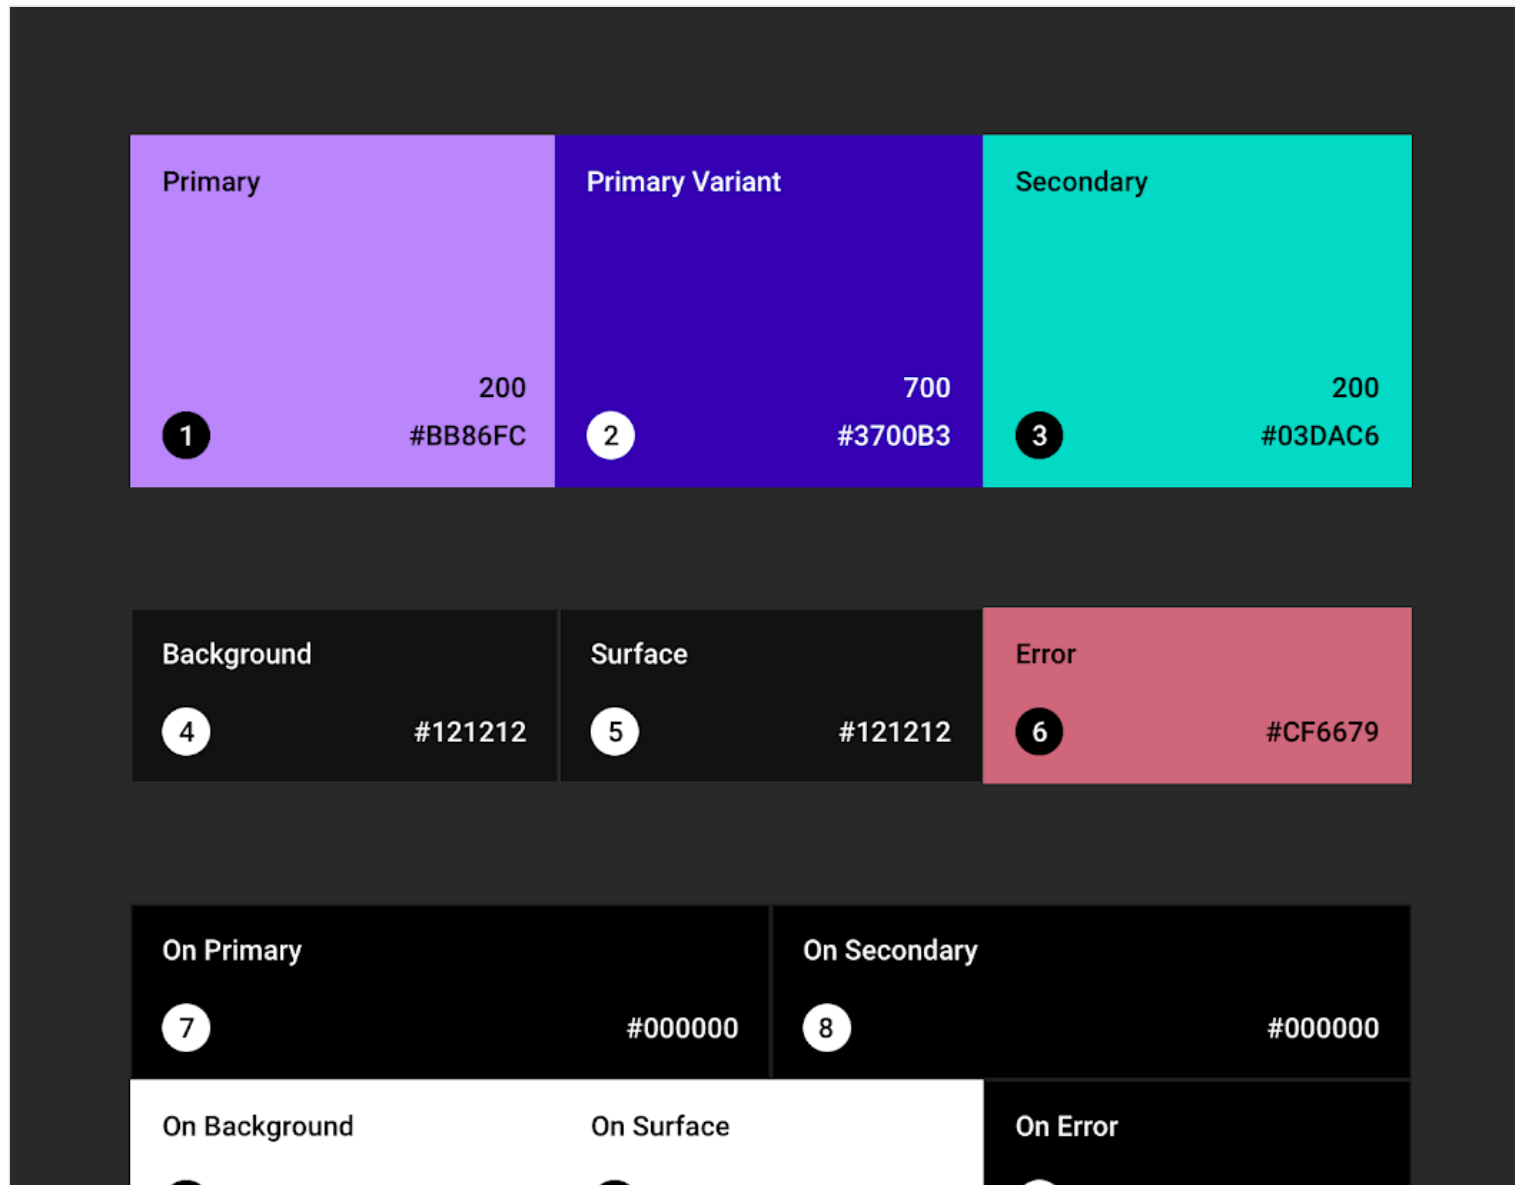 Primary
200
1 #BB86FC
Primary Variant
700
2 #3700B3
Secondary
200
3 #03DAC6
Background
4 #121212
Surface
5 #121212
Error
6 #CF6679
On Primary
7 #000000
On Secondary
8 #000000
On Background
On Surface
On Error